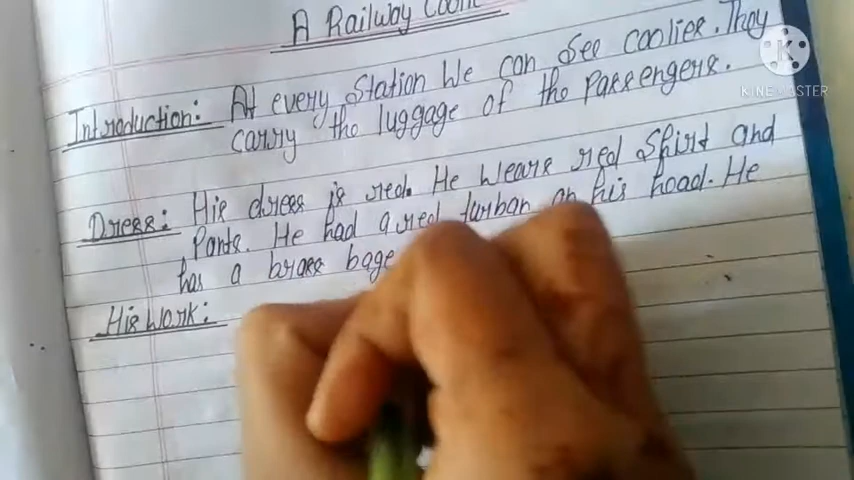 A Railway Coolie
Introduction: At every Station We can See coolies. They
carry the luggage of the Passengers.
Dress: His dress is red. He Wears red Shirt and
Pants. He had a red turban on his head. He
has a brass
His work:
KINEMASTER